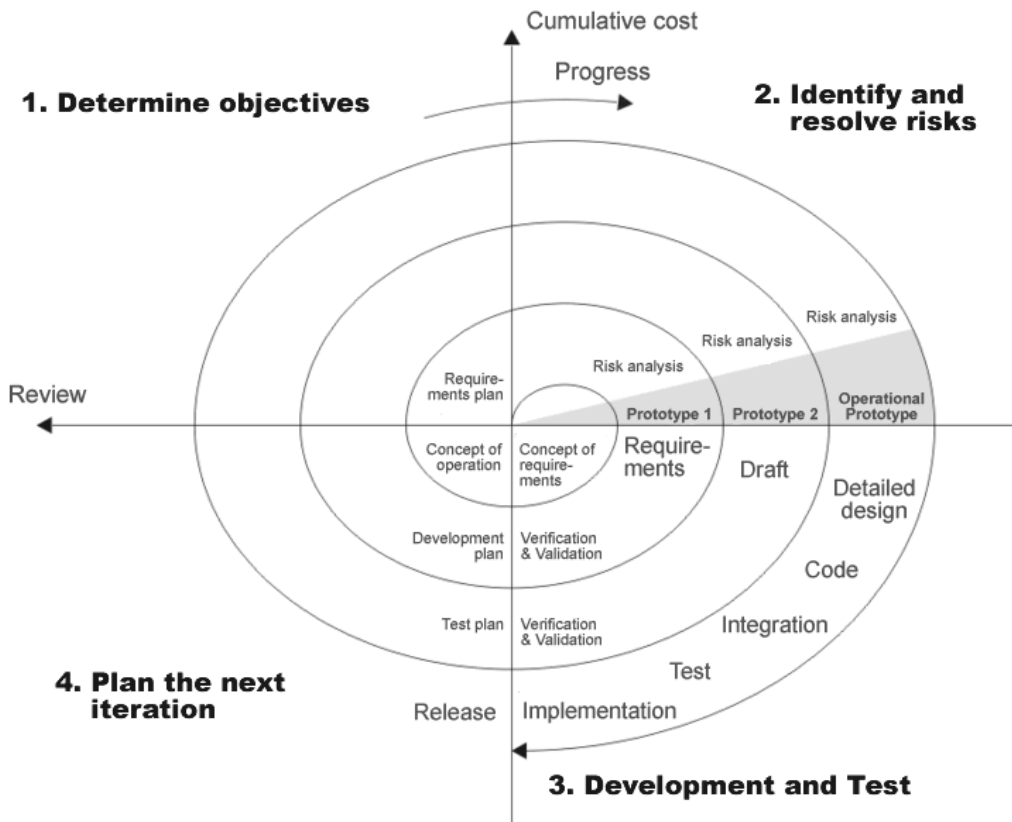 Cumulative cost
Progress
1. Determine objectives
2. Identify and
resolve risks
Risk analysis
Risk analysis
Risk analysis
Review
Require-
ments plan
Prototype 1
Prototype 2
Operational
Prototype
Concept of
operation
Concept of
require-
ments
Require-
ments
Draft
Detailed
design
Development
plan
Verification
& Validation
Code
Test plan
Verification
& Validation
Integration
Test
4. Plan the next
iteration
Release
Implementation
3. Development and Test